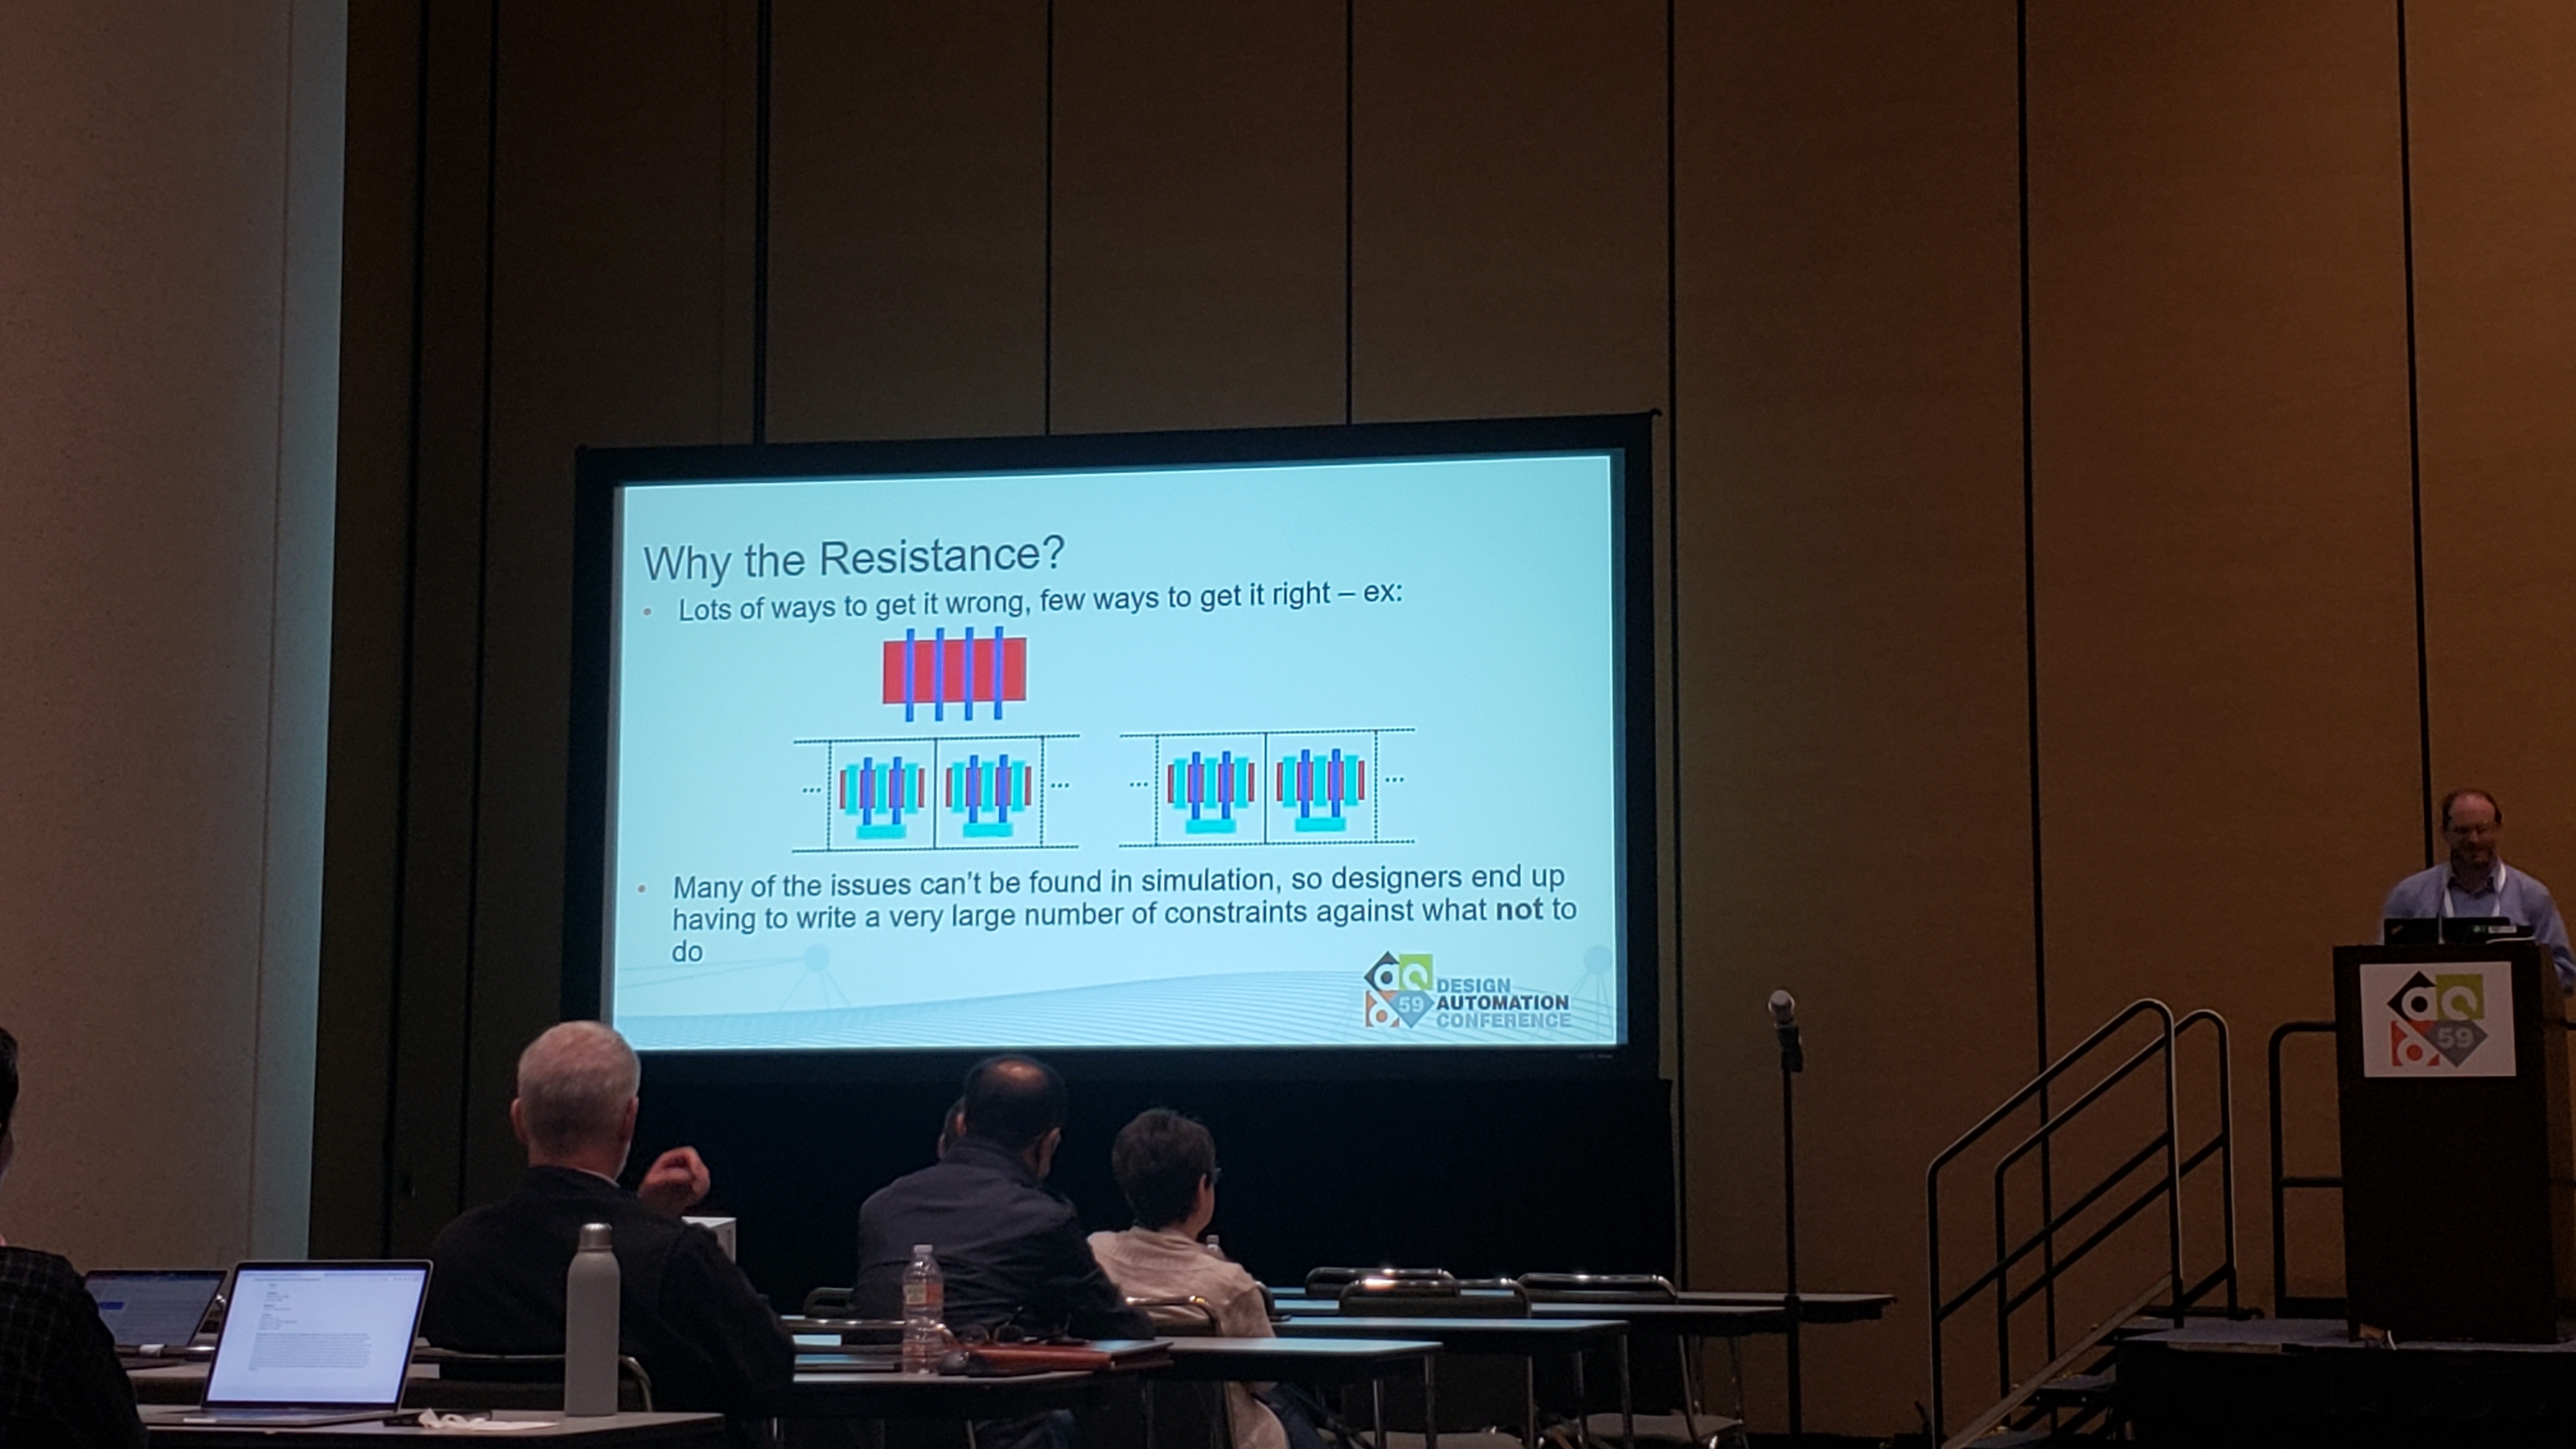 Why the Resistance?
• Lots of ways to get it wrong, few ways to get it right – ex:
... ... ... ...
• Many of the issues can't be found in simulation, so designers end up
having to write a very large number of constraints against what not to
do
59
DESIGN
AUTOMATION
CONFERENCE
59